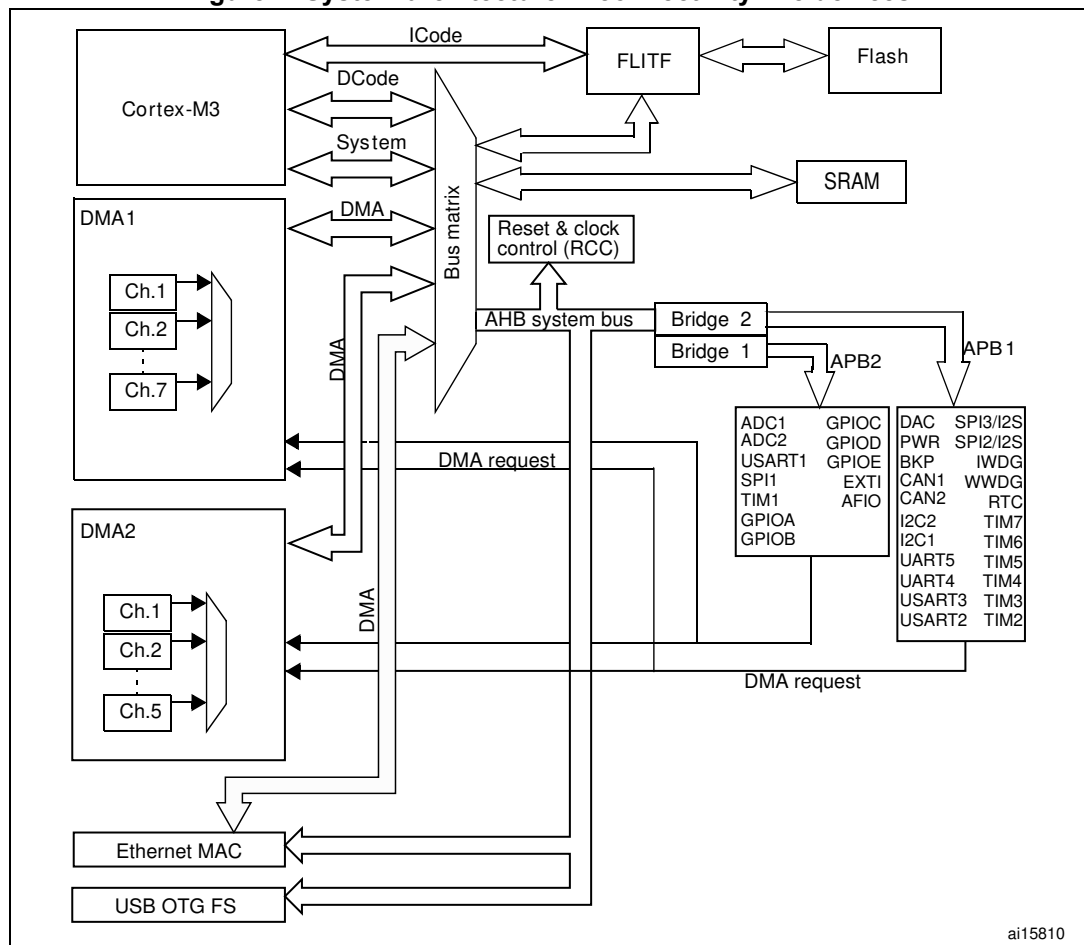 ICode
FLITF
Flash
Cortex-M3
DCode
System
SRAM
DMA1
DMA
Bus matrix
Reset & clock
control (RCC)
Ch.1
Ch.2
Ch.7
AHB system bus
Bridge 2
Bridge 1
APB2
APB1
DMA
ADC1 GPIOC
ADC2 GPIOD
USART1 GPIOE
SPI1 EXTI
TIM1 AFIO
GPIOA
GPIOB
DAC SPI3/I2S
PWR SPI2/I2S
BKP IWDG
CAN1 WWDG
CAN2 RTC
I2C2 TIM7
I2C1 TIM6
UART5 TIM5
UART4 TIM4
USART3 TIM3
USART2 TIM2
DMA request
DMA2
Ch.1
Ch.2
Ch.5
DMA
DMA request
Ethernet MAC
USB OTG FS
ai15810